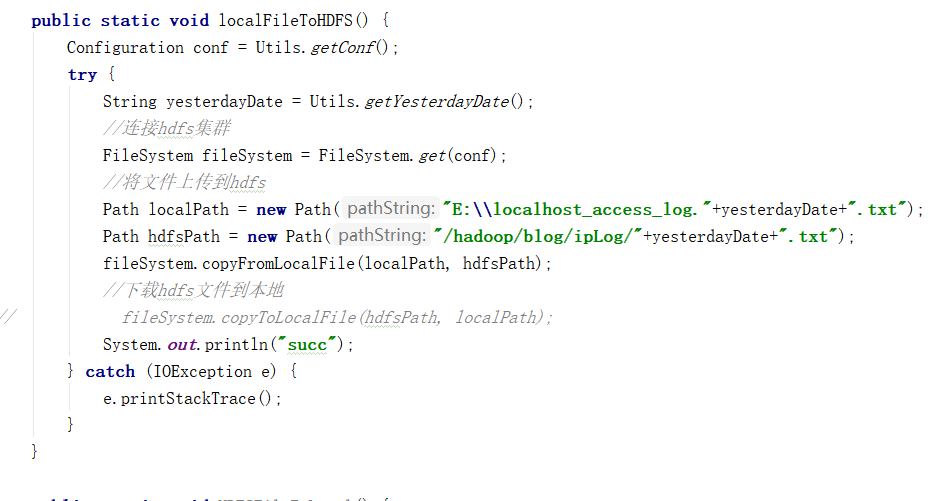 public static void localFileToHDFS() {
Configuration conf = Utils.getConf();
try {
String yesterdayDate = Utils.getYesterdayDate();
//连接hdfs集群
FileSystem fileSystem = FileSystem.get(conf);
//将文件上传到hdfs
Path localPath = new Path( pathString: "E:\\localhost_access_log."+yesterdayDate+".txt");
Path hdfsPath = new Path( pathString: "/hadoop/blog/ipLog/"+yesterdayDate+".txt");
fileSystem.copyFromLocalFile(localPath, hdfsPath);
//下载hdfs文件到本地
// fileSystem.copyToLocalFile(hdfsPath, localPath);
System.out.println("succ");
} catch (IOException e) {
e.printStackTrace();
}
}